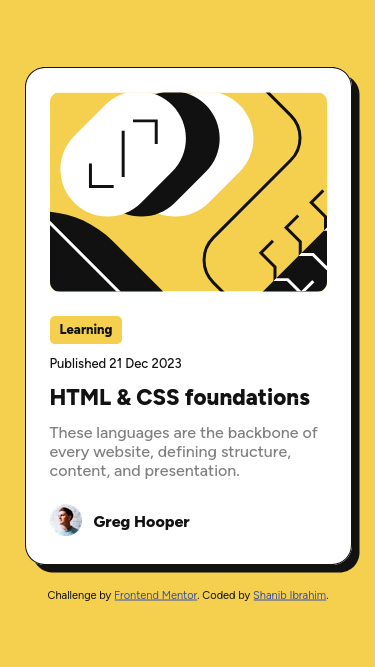 Learning
Published 21 Dec 2023
HTML & CSS foundations
These languages are the backbone of
every website, defining structure,
content, and presentation.
Greg Hooper
Challenge by Frontend Mentor. Coded by Shanib Ibrahim.